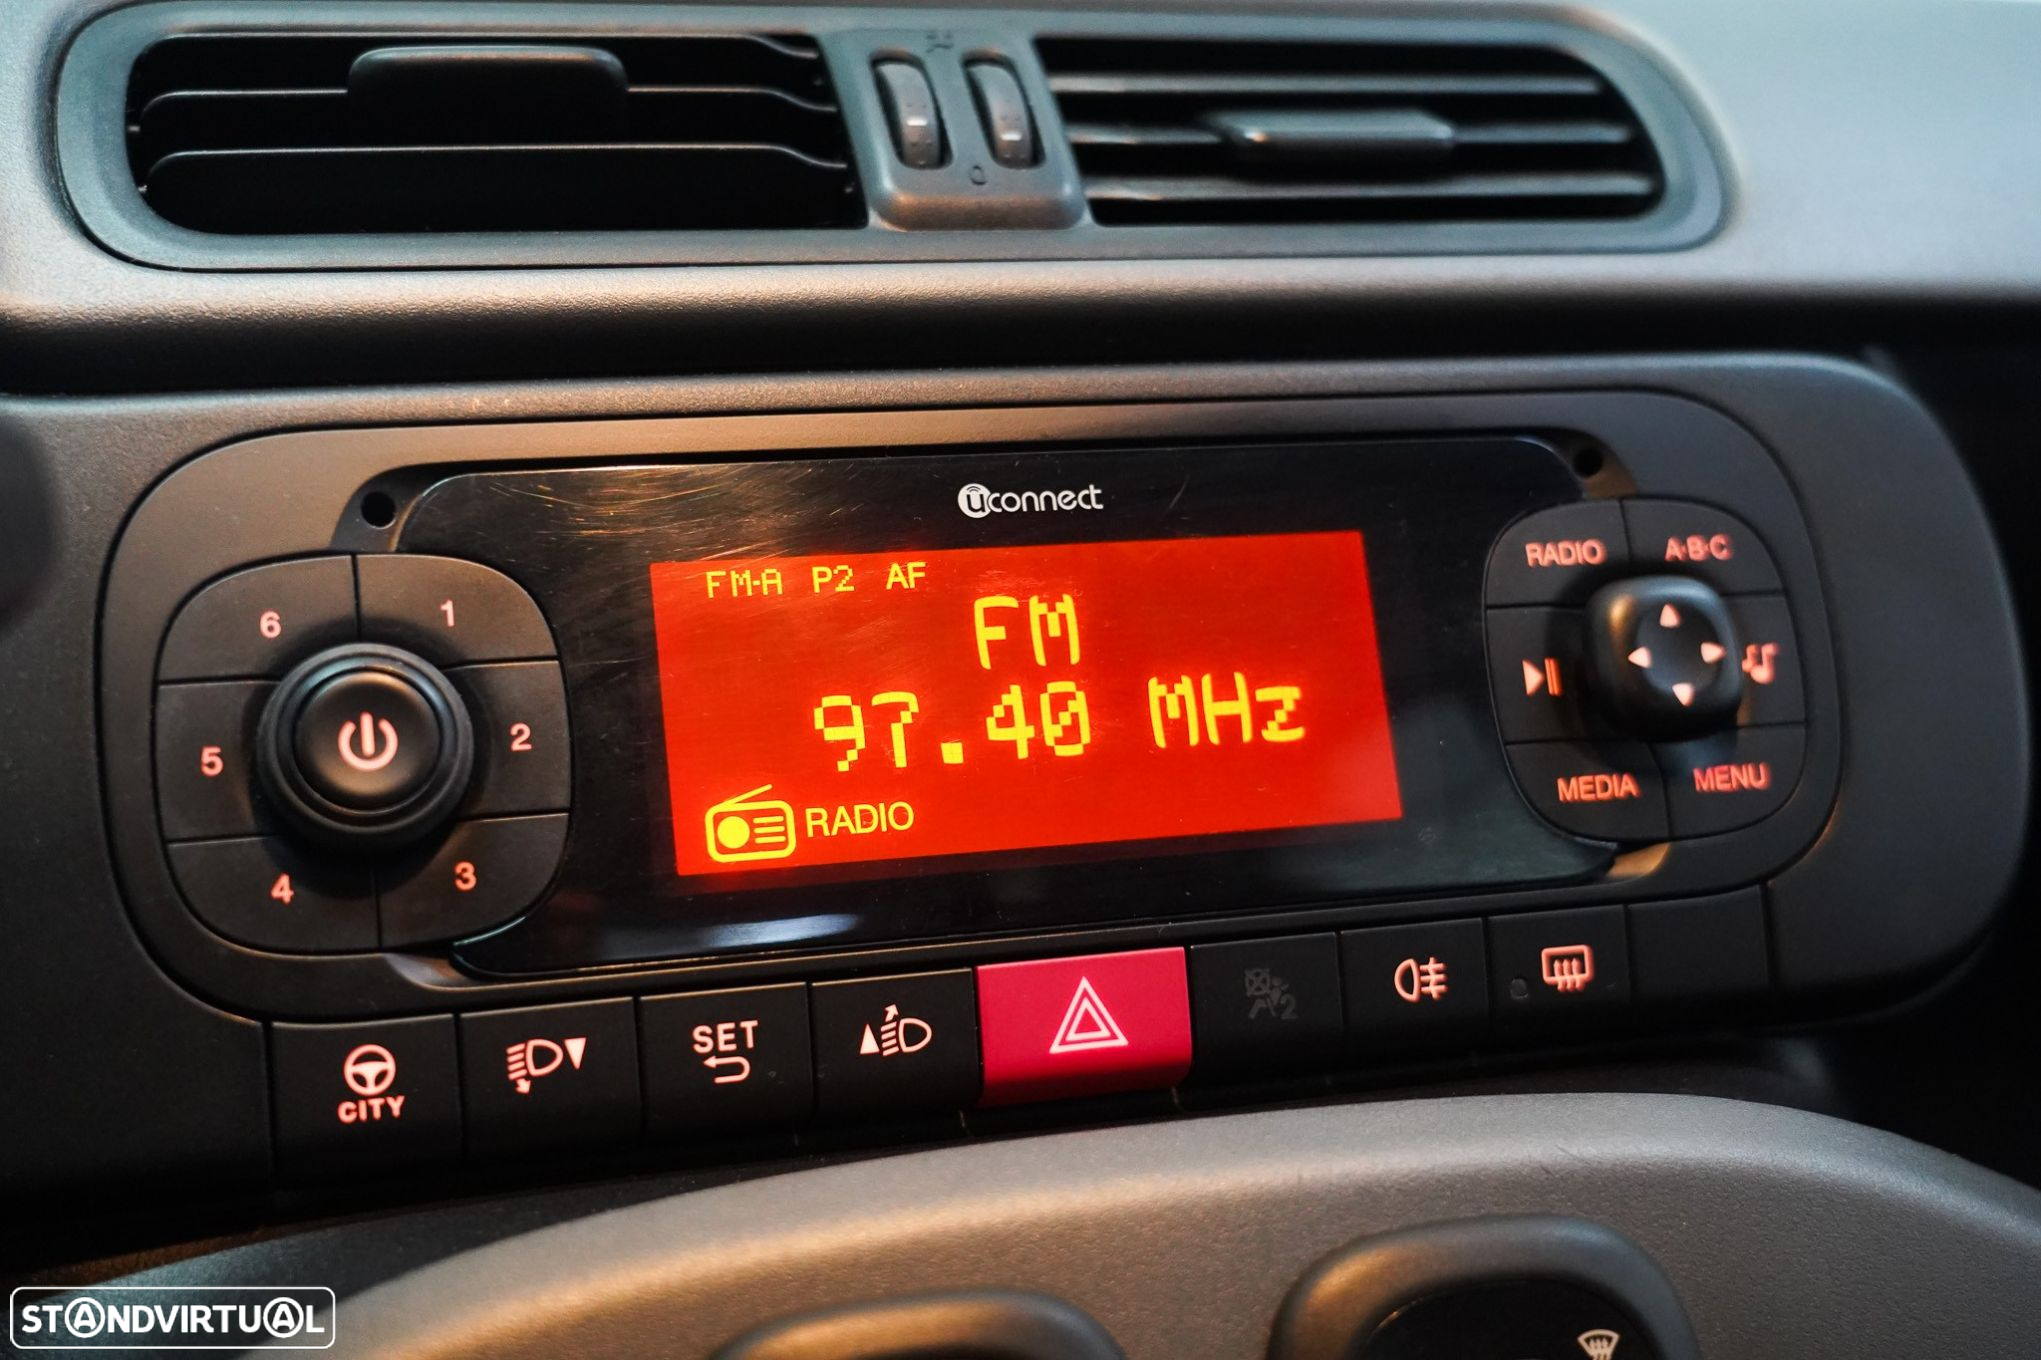 uconnect
FM-A P2 AF
FM
97.40 MHz
RADIO
6 1
5 2
4 3
RADIO A·B·C
MEDIA MENU
CITY
SET
2
STANDVIRTUAL